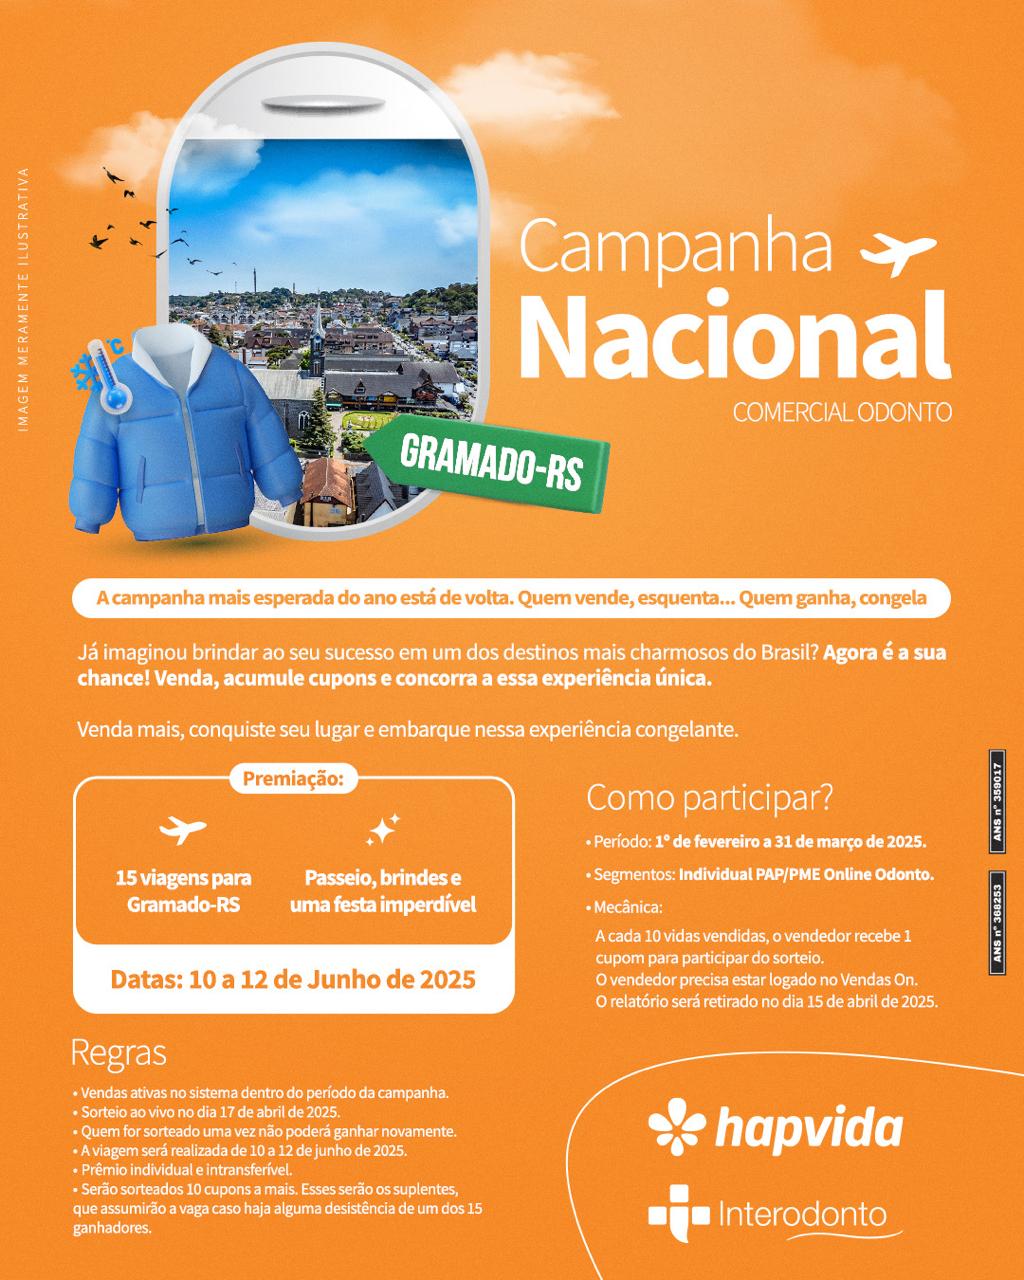 IMAGEM MERAMENTE ILUSTRATIVA
°C
Campanha
Nacional
COMERCIAL ODONTO
GRAMADO-RS
A campanha mais esperada do ano está de volta. Quem vende, esquenta... Quem ganha, congela
Já imaginou brindar ao seu sucesso em um dos destinos mais charmosos do Brasil? Agora é a sua
chance! Venda, acumule cupons e concorra a essa experiência única.
Venda mais, conquiste seu lugar e embarque nessa experiência congelante.
Premiação:
15 viagens para
Gramado-RS
Passeio, brindes e
uma festa imperdível
Datas: 10 a 12 de Junho de 2025
Como participar?
• Período: 1º de fevereiro a 31 de março de 2025.
• Segmentos: Individual PAP/PME Online Odonto.
• Mecânica:
A cada 10 vidas vendidas, o vendedor recebe 1
cupom para participar do sorteio.
O vendedor precisa estar logado no Vendas On.
O relatório será retirado no dia 15 de abril de 2025.
ANS nº 359017
ANS nº 368253
Regras
• Vendas ativas no sistema dentro do período da campanha.
• Sorteio ao vivo no dia 17 de abril de 2025.
• Quem for sorteado uma vez não poderá ganhar novamente.
• A viagem será realizada de 10 a 12 de junho de 2025.
• Prêmio individual e intransferível.
• Serão sorteados 10 cupons a mais. Esses serão os suplentes,
que assumirão a vaga caso haja alguma desistência de um dos 15
ganhadores.
hapvida
Interodonto